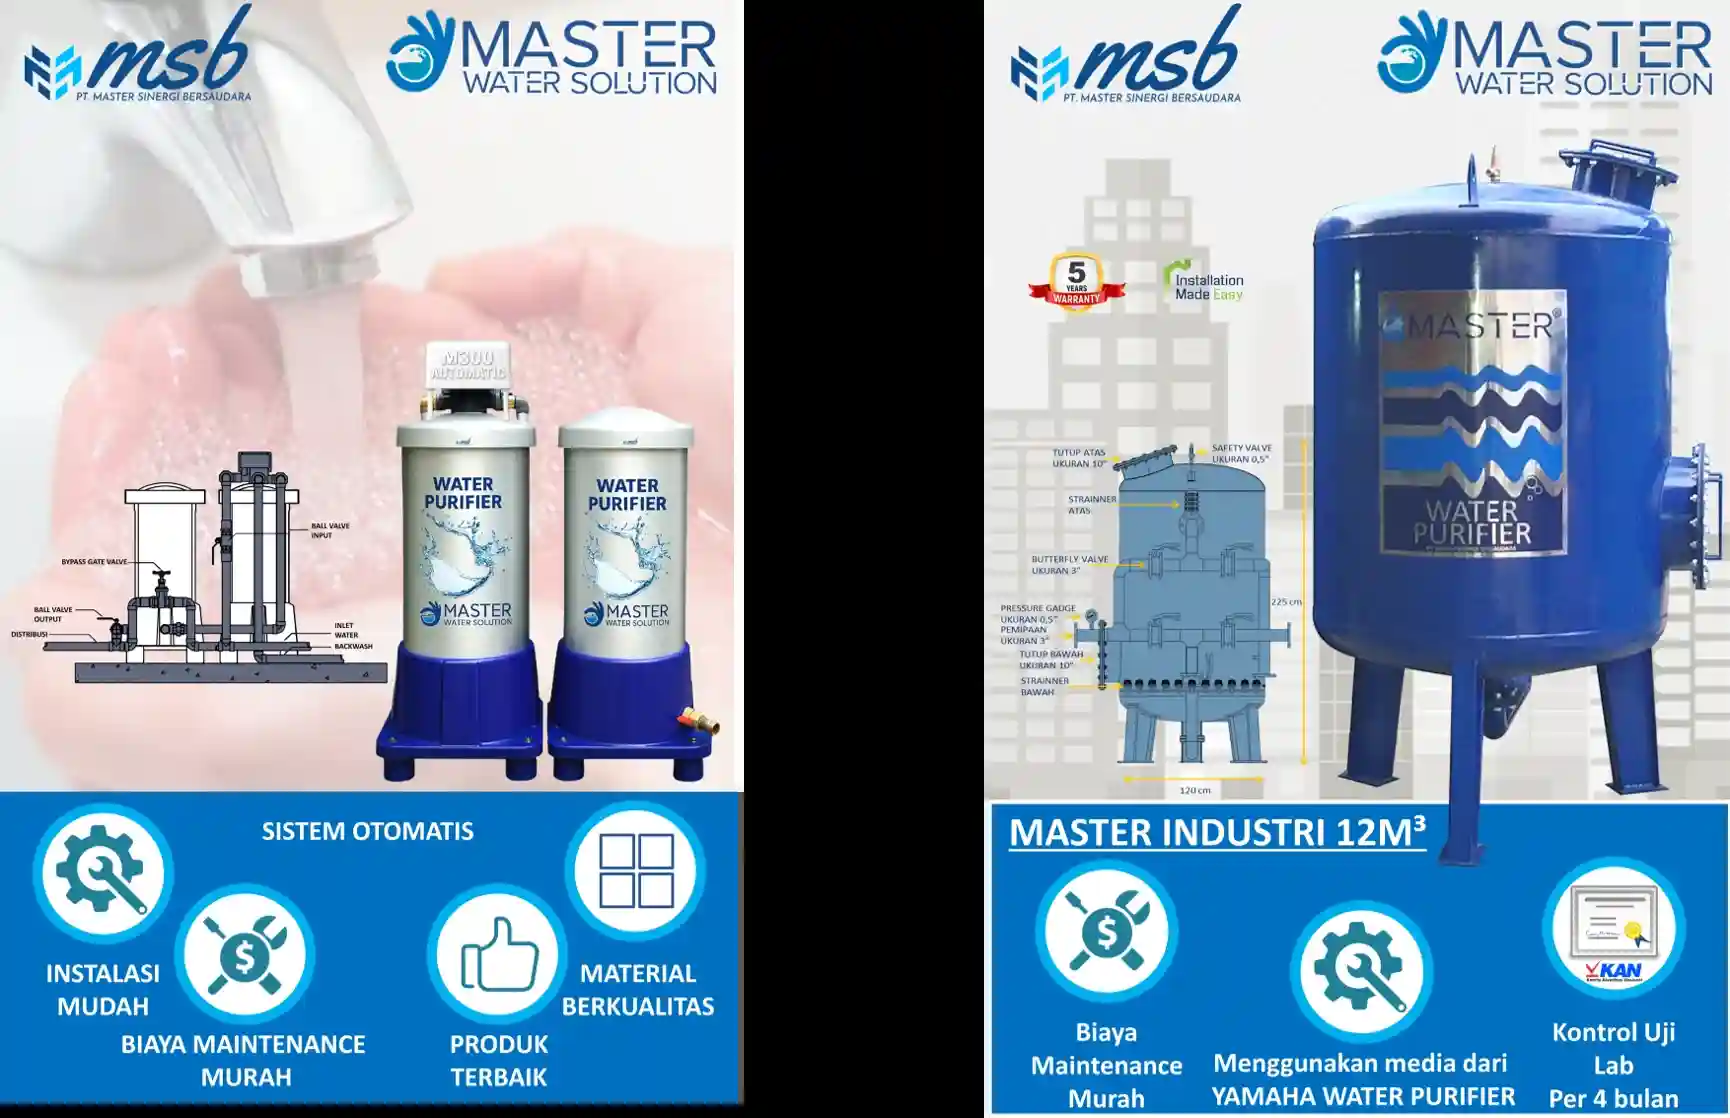 msb
PT. MASTER SINERGI BERSAUDARA
MASTER
WATER SOLUTION
M300
AUTOMATIC
msb
msb
WATER
PURIFIER
MASTER
WATER SOLUTION
WATER
PURIFIER
MASTER
WATER SOLUTION
BALL VALVE
INPUT
BYPASS GATE VALVE
BALL VALVE
OUTPUT
DISTRIBUSI
INLET
WATER
BACKWASH
SISTEM OTOMATIS
INSTALASI
MUDAH
BIAYA MAINTENANCE
MURAH
PRODUK
TERBAIK
MATERIAL
BERKUALITAS
msb
PT. MASTER SINERGI BERSAUDARA
MASTER
WATER SOLUTION
5
YEARS
WARRANTY
Installation
Made Easy
MASTER®
WATER
PURIFIER
TUTUP ATAS
UKURAN 10"
SAFETY VALVE
UKURAN 0,5"
STRAINNER
ATAS
BUTTERFLY VALVE
UKURAN 3"
PRESSURE GADGE
UKURAN 0,5"
PEMIPAAN
UKURAN 3"
TUTUP BAWAH
UKURAN 10"
STRAINNER
BAWAH
225 cm
120 cm
MASTER INDUSTRI 12M³
Biaya
Maintenance
Murah
Menggunakan media dari
YAMAHA WATER PURIFIER
KAN
Kontrol Uji
Lab
Per 4 bulan